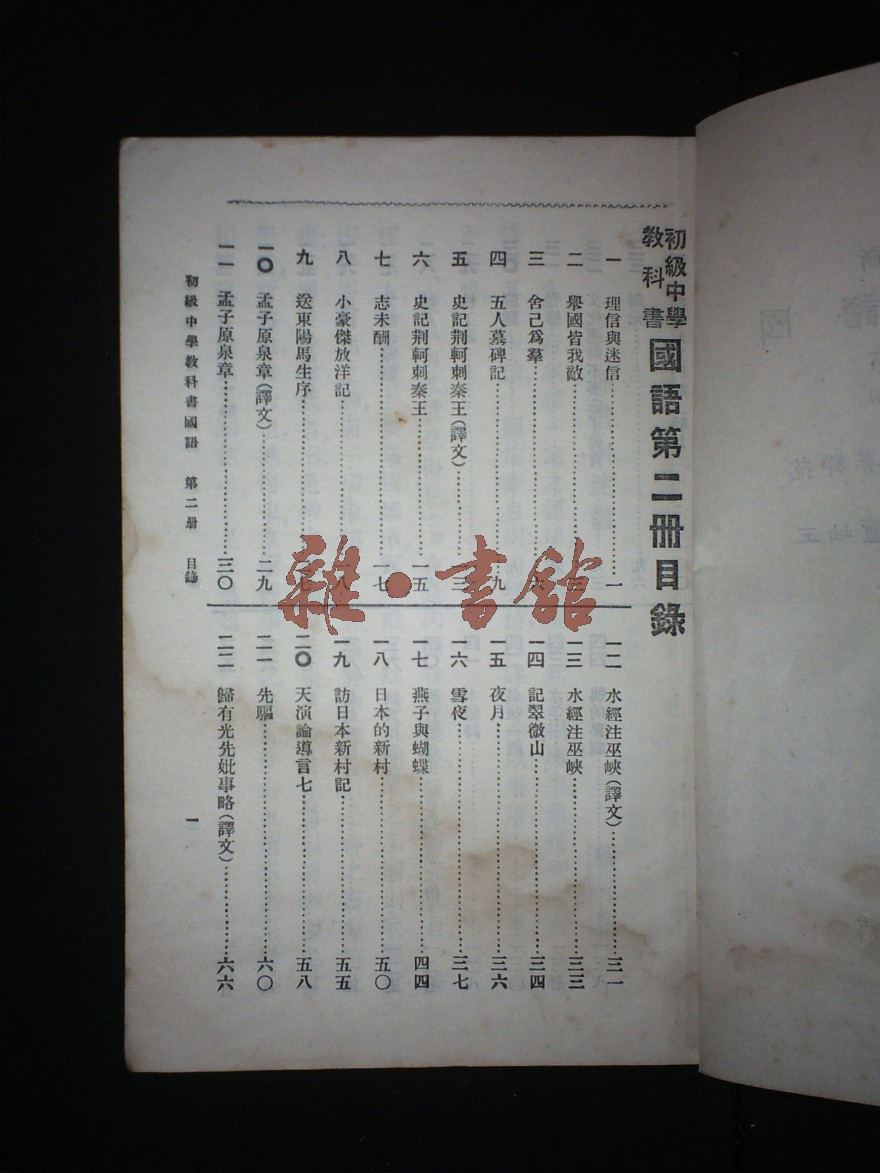 初級中學
教科書
國語第二冊目錄
一 理信與迷信……一
二 舉國皆我敵……
三 舍己爲羣……六
四 五人墓碑記……九
五 史記荆軻刺秦王(譯文)……三
六 史記荆軻刺秦王……一五
七 志未酬……一七
八 小豪傑放洋記……一八
九 送東陽馬生序……
一〇 孟子原泉章(譯文)……二九
一一 孟子原泉章……三〇
一二 水經注巫峽(譯文)……三一
一三 水經注巫峽……三三
一四 記翠微山……三四
一五 夜月……三六
一六 雪夜……三七
一七 燕子與蝴蝶……四四
一八 日本的新村……五〇
一九 訪日本新村記……五五
二〇 天演論導言七……五八
二一 先驅……六〇
二二 歸有光先妣事略(譯文)……六六
初級中學教科書國語 第二册 目錄 一
雜·書館